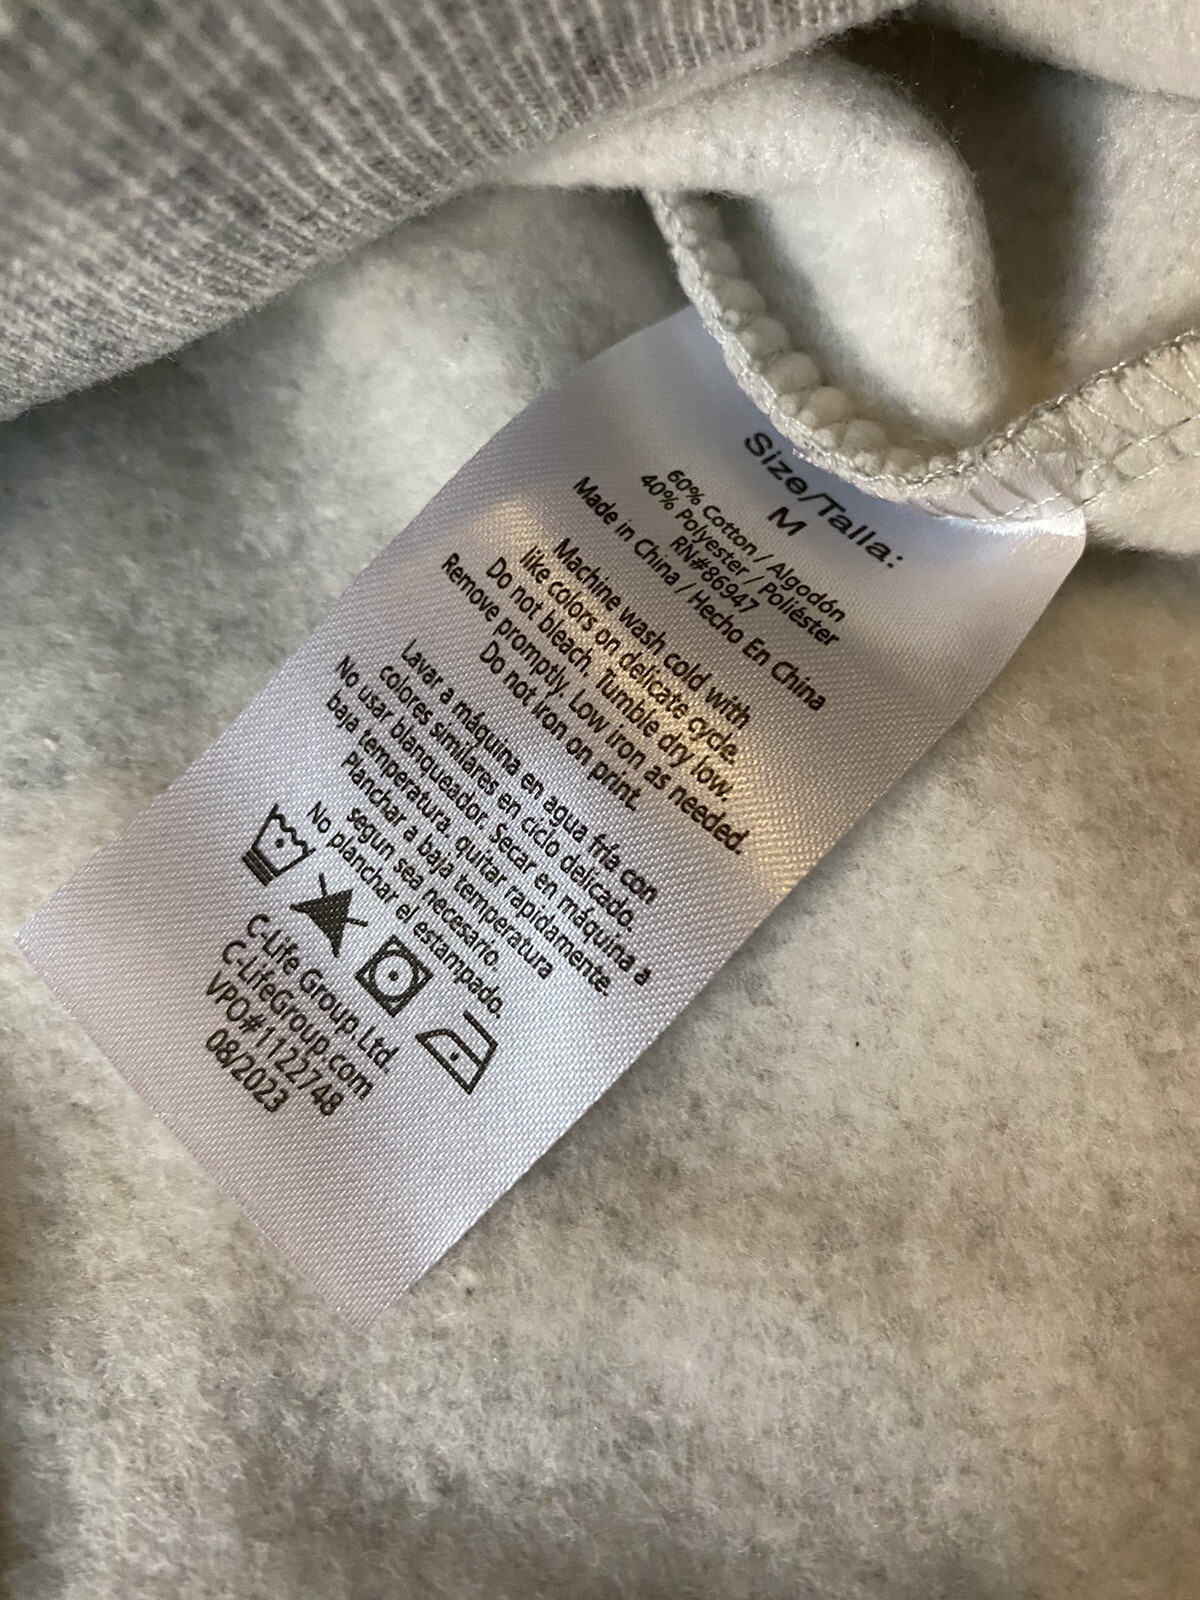 Size/Talla:
M
60% Cotton / Algodón
40% Polyester / Poliéster
RN#86947
Made in China / Hecho En China
Machine wash cold with
like colors on delicate cycle.
Do not bleach. Tumble dry low.
Remove promptly. Low iron as needed.
Do not iron on print.
Lavar a máquina en agua fría con
colores similares en ciclo delicado.
No usar blanqueador. Secar en máquina a
baja temperatura. quitar rapidamente.
Planchar a baja temperatura
segun sea necesario.
No planchar el estampado.
C-Life Group.Ltd.
C-LifeGroup.com
VPO#1122748
08/2023